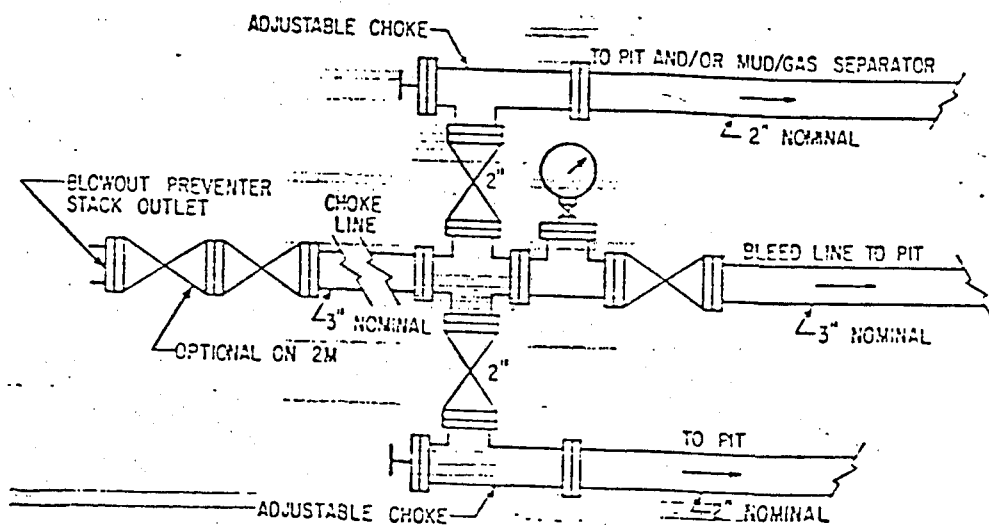 ADJUSTABLE CHOKE
TO PIT AND/OR MUD/GAS SEPARATOR
2" NOMINAL
2"
BLOWOUT PREVENTER
STACK OUTLET
CHOKE
LINE
BLEED LINE TO PIT
3" NOMINAL
3" NOMINAL
OPTIONAL ON 2M
2"
TO PIT
ADJUSTABLE CHOKE
2" NOMINAL